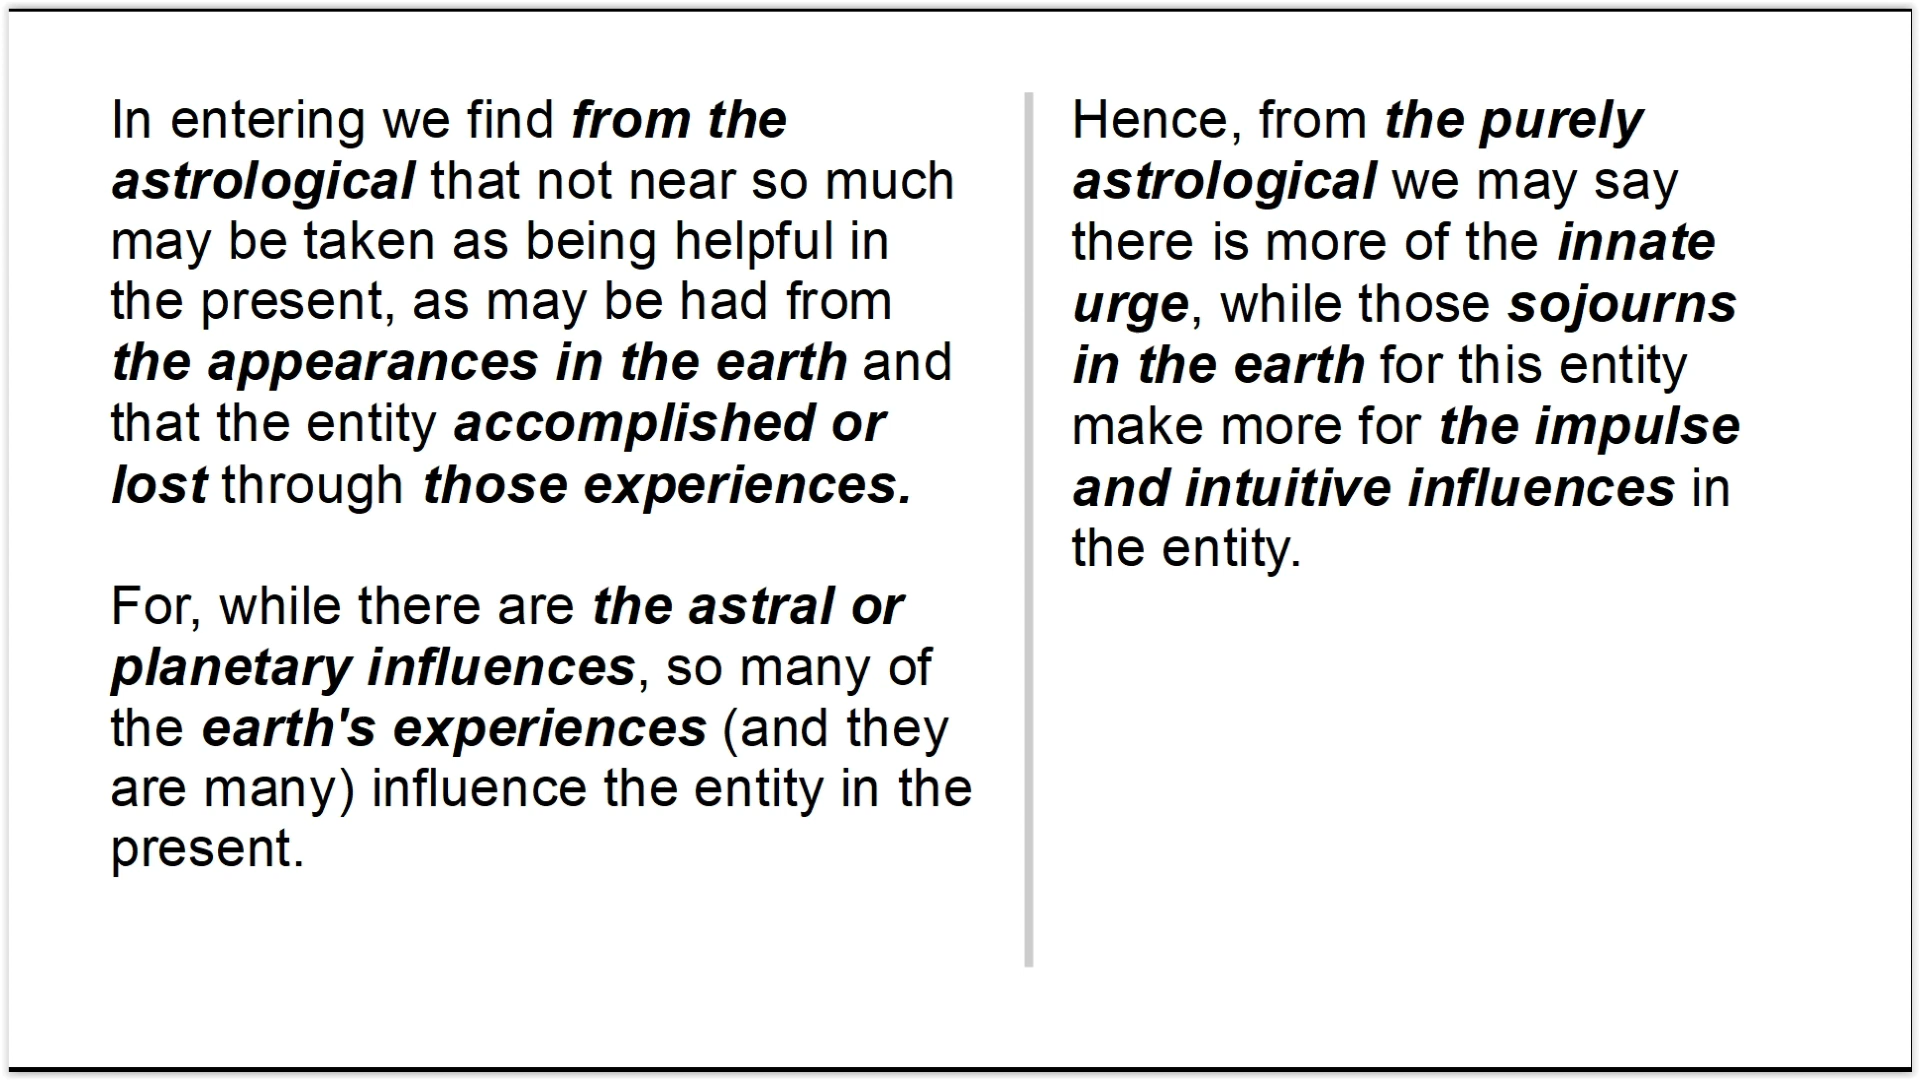 In entering we find from the
astrological that not near so much
may be taken as being helpful in
the present, as may be had from
the appearances in the earth and
that the entity accomplished or
lost through those experiences.
For, while there are the astral or
planetary influences, so many of
the earth's experiences (and they
are many) influence the entity in the
present.
Hence, from the purely
astrological we may say
there is more of the innate
urge, while those sojourns
in the earth for this entity
make more for the impulse
and intuitive influences in
the entity.